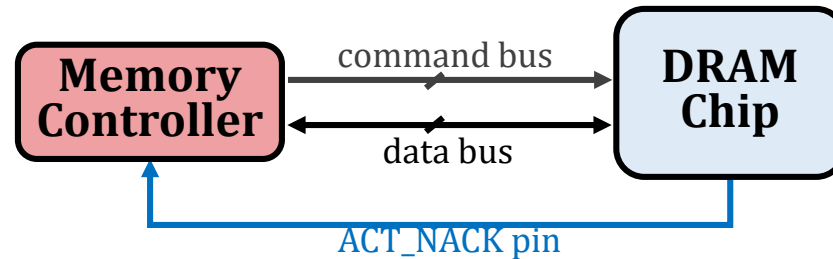 Memory
Controller
command bus
data bus
DRAM
Chip
ACT_NACK pin